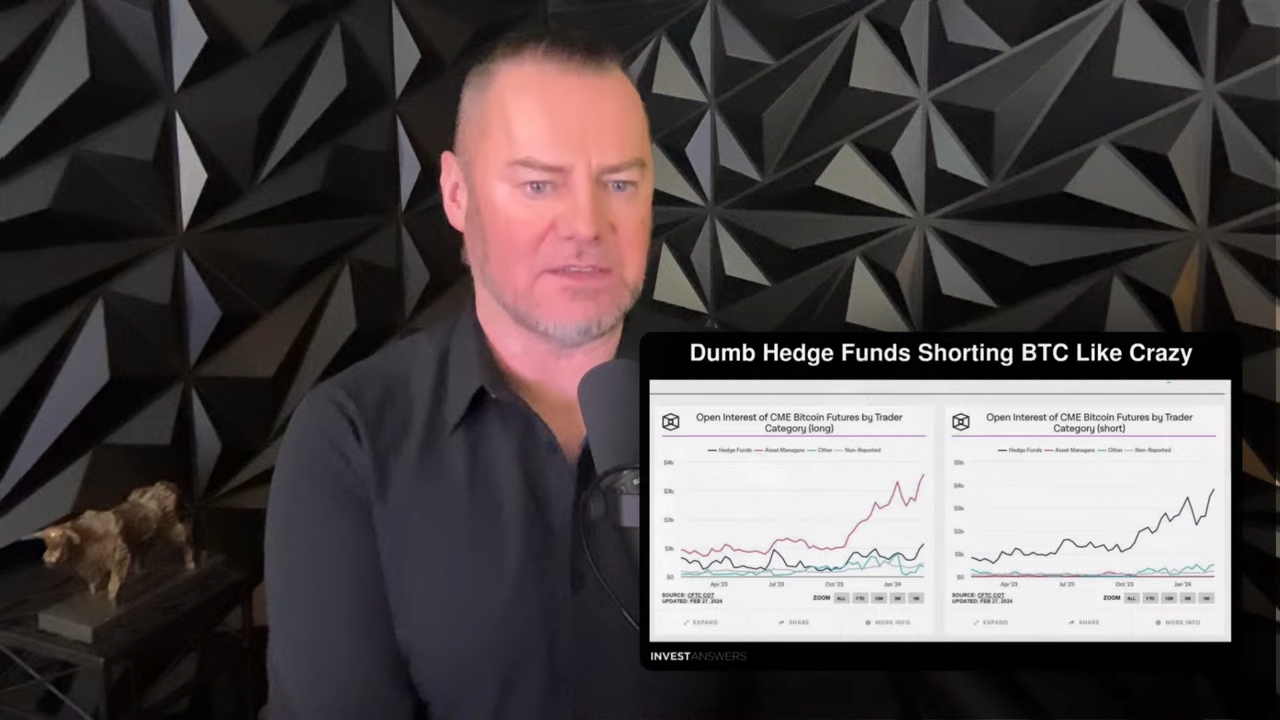 Dumb Hedge Funds Shorting BTC Like Crazy
Open Interest of CME Bitcoin Futures by Trader
Category (long)
Hedge Funds Asset Managers Other Non-Reported
$4b
$3b
$2b
$1b
$0
Apr '23 Jul '23 Oct '23 Jan '24
SOURCE: CFTC COT
UPDATED: FEB 27, 2024
ZOOM ALL YTD
EXPAND SHARE MORE INFO
Open Interest of CME Bitcoin Futures by Trader
Category (short)
Hedge Funds Asset Managers Other Non-Reported
$5b
$4b
$3b
$2b
$1b
$0
Apr '23 Jul '23 Oct '23 Jan '24
SOURCE: CFTC COT
UPDATED: FEB 27, 2024
ZOOM ALL YTD
EXPAND SHARE MORE INFO
INVESTANSWERS